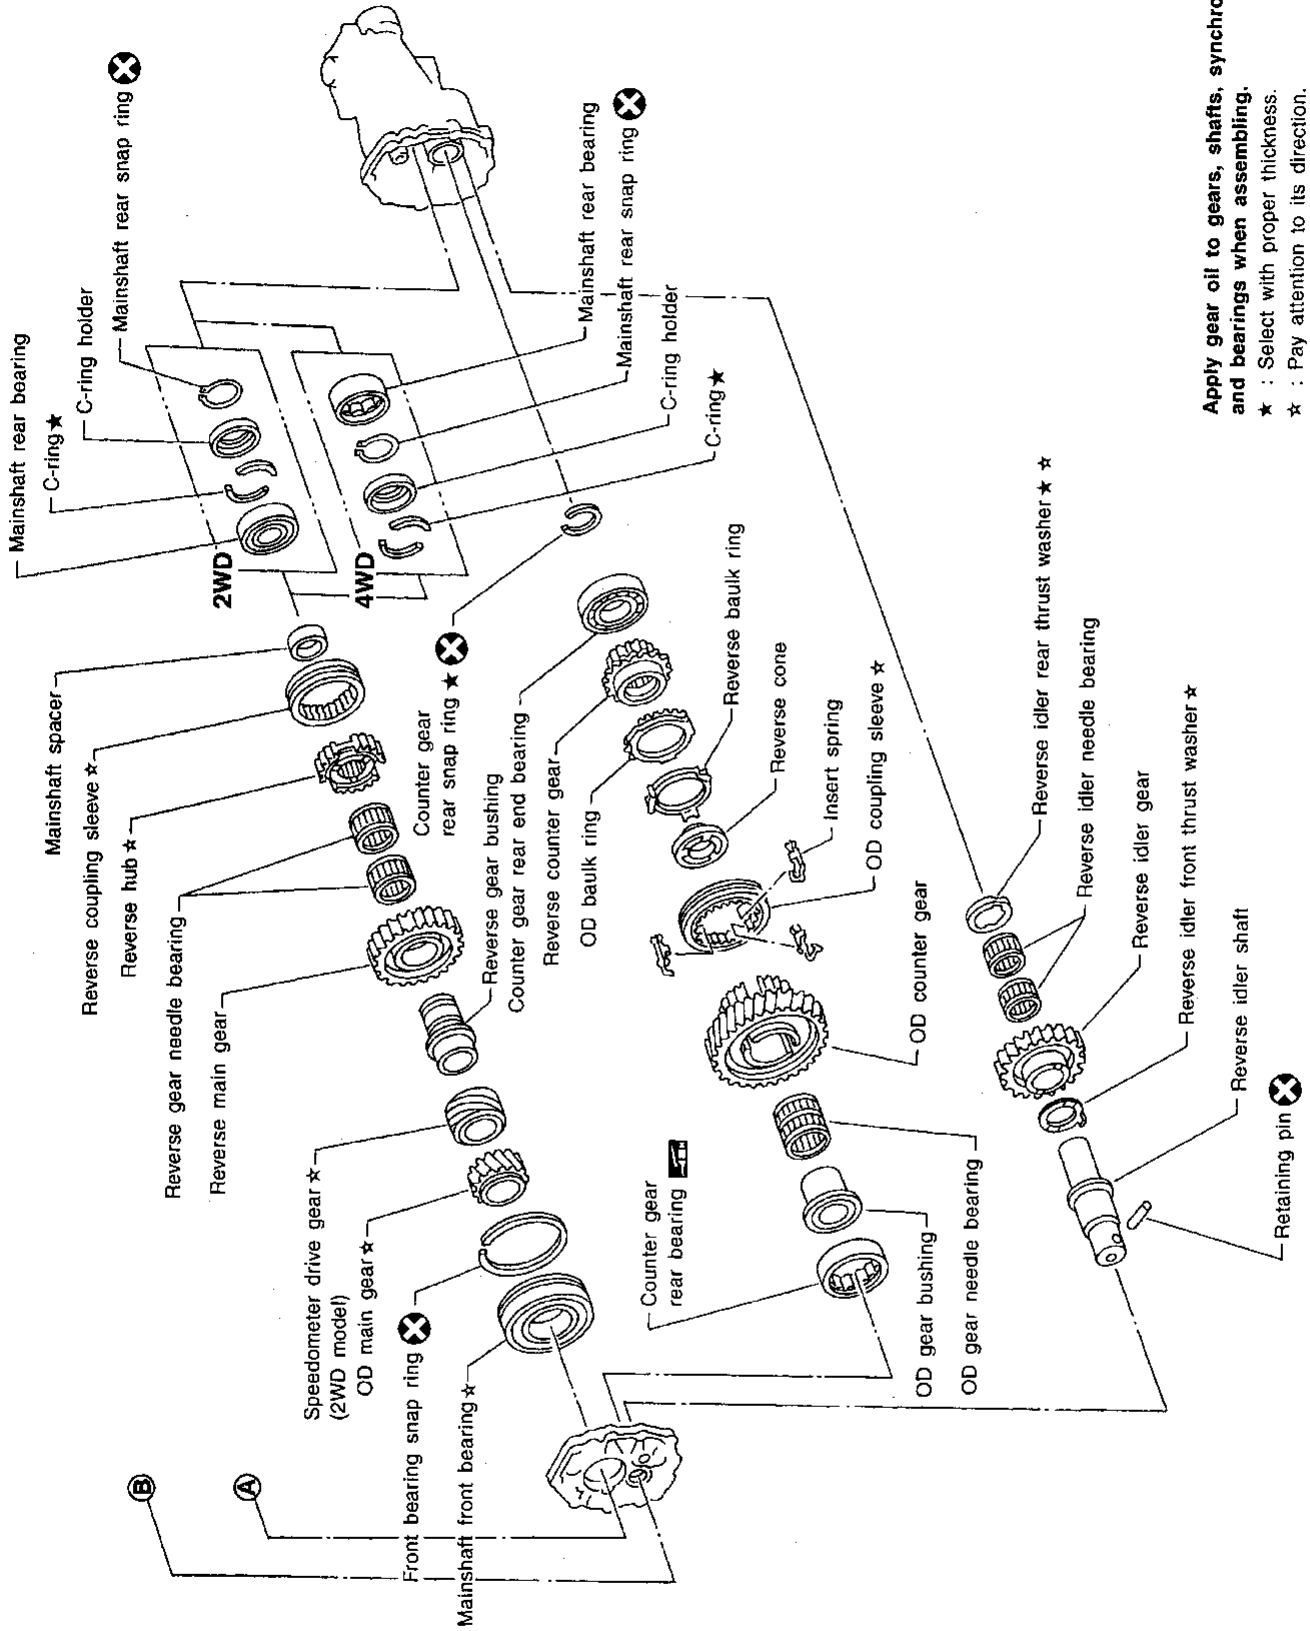 Mainshaft rear bearing
C-ring★
C-ring holder
Mainshaft rear snap ring
2WD
4WD
Mainshaft rear bearing
Mainshaft rear snap ring
C-ring holder
C-ring★
Mainshaft spacer
Reverse coupling sleeve☆
Reverse hub☆
Reverse gear needle bearing
Reverse main gear
Speedometer drive gear☆
(2WD model)
OD main gear☆
Front bearing snap ring
Mainshaft front bearing☆
B
A
Counter gear
rear snap ring★
Reverse gear bushing
Counter gear rear end bearing
Reverse counter gear
OD baulk ring
Reverse baulk ring
Reverse cone
Insert spring
OD coupling sleeve☆
OD counter gear
Counter gear
rear bearing
OD gear bushing
OD gear needle bearing
Reverse idler rear thrust washer★☆
Reverse idler needle bearing
Reverse idler gear
Reverse idler front thrust washer☆
Reverse idler shaft
Retaining pin
Apply gear oil to gears, shafts, synchro
and bearings when assembling.
★ : Select with proper thickness.
☆ : Pay attention to its direction.